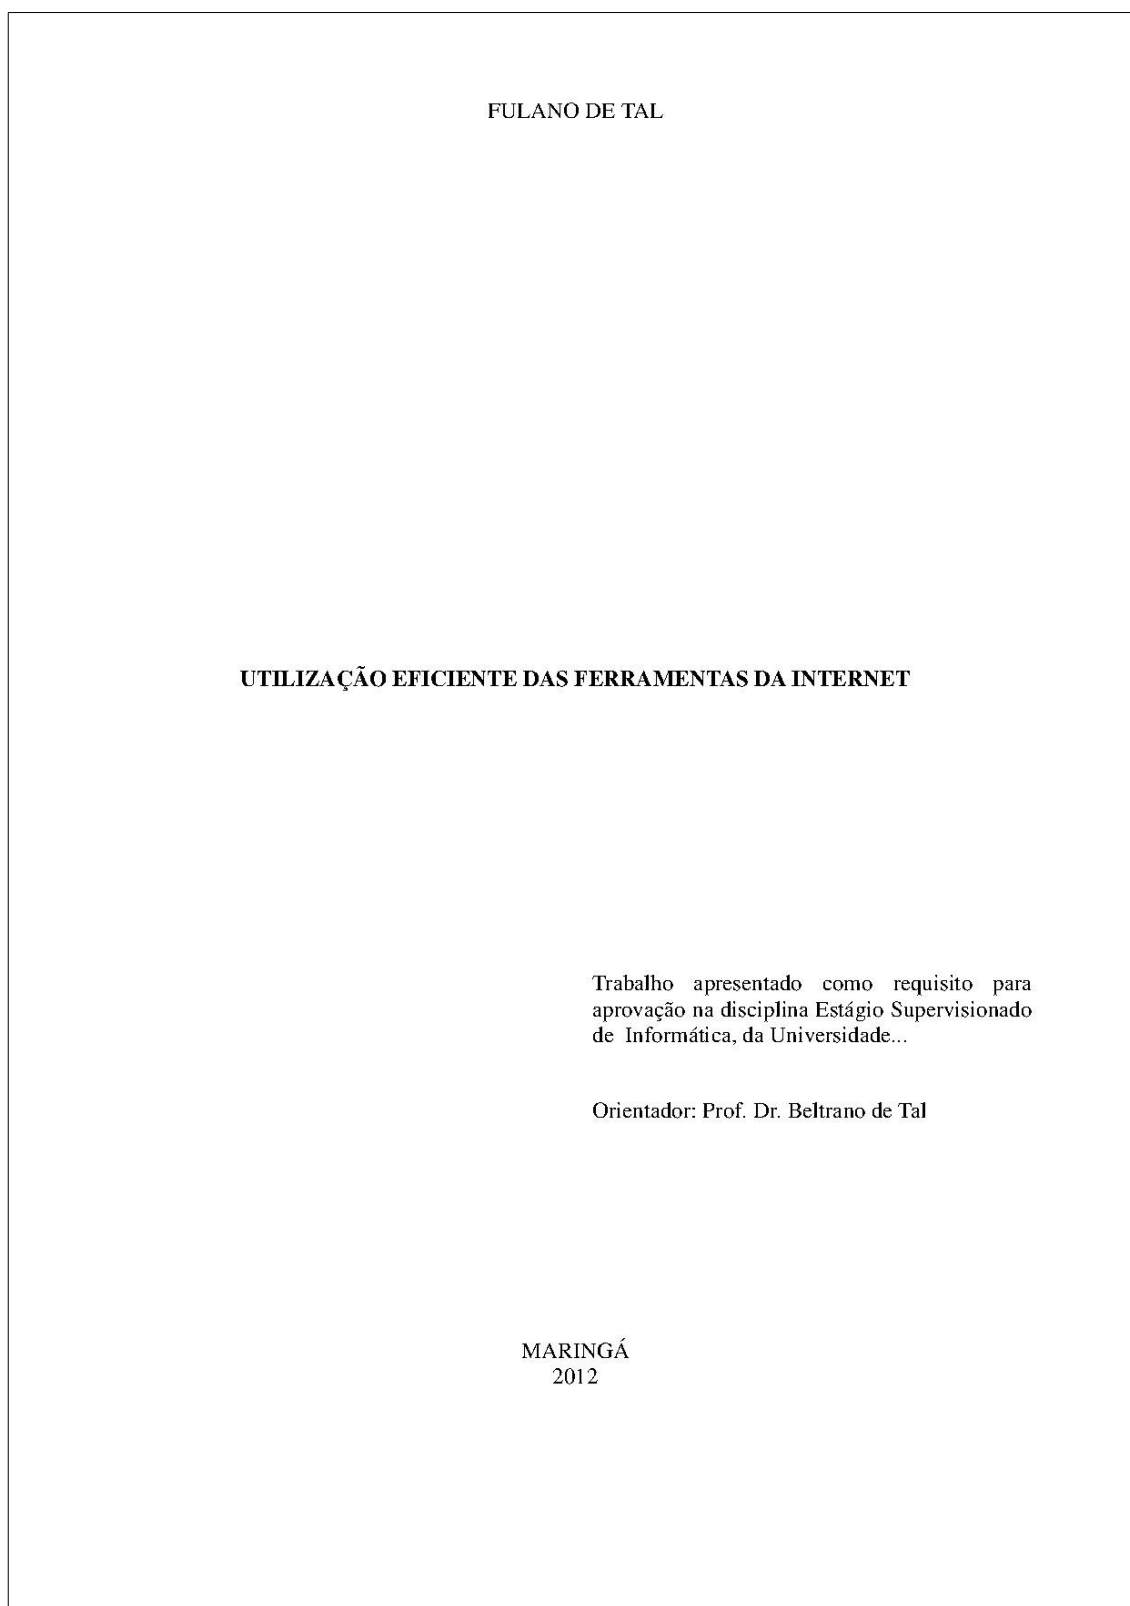 FULANO DE TAL
UTILIZAÇÃO EFICIENTE DAS FERRAMENTAS DA INTERNET
Trabalho apresentado como requisito para
aprovação na disciplina Estágio Supervisionado
de Informática, da Universidade...
Orientador: Prof. Dr. Beltrano de Tal
MARINGÁ
2012